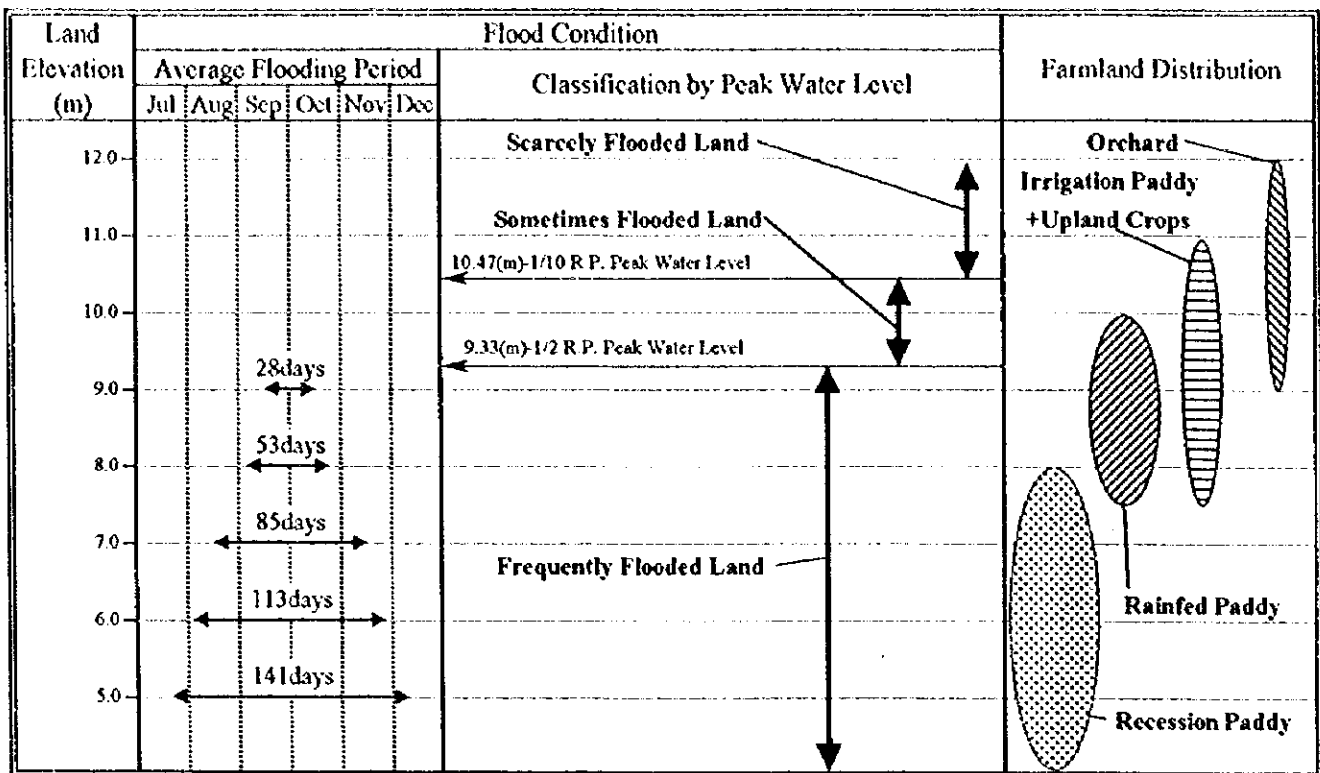 Land
Elevation
(m)
Flood Condition
Average Flooding Period
Jul Aug Sep Oct Nov Dec
Classification by Peak Water Level
Farmland Distribution
12.0
11.0
10.0
9.0
8.0
7.0
6.0
5.0
28days
53days
85days
113days
141days
Scarcely Flooded Land
Sometimes Flooded Land
10.47(m)-1/10 R P. Peak Water Level
9.33(m)-1/2 R P. Peak Water Level
Frequently Flooded Land
Orchard
Irrigation Paddy
+Upland Crops
Rainfed Paddy
Recession Paddy